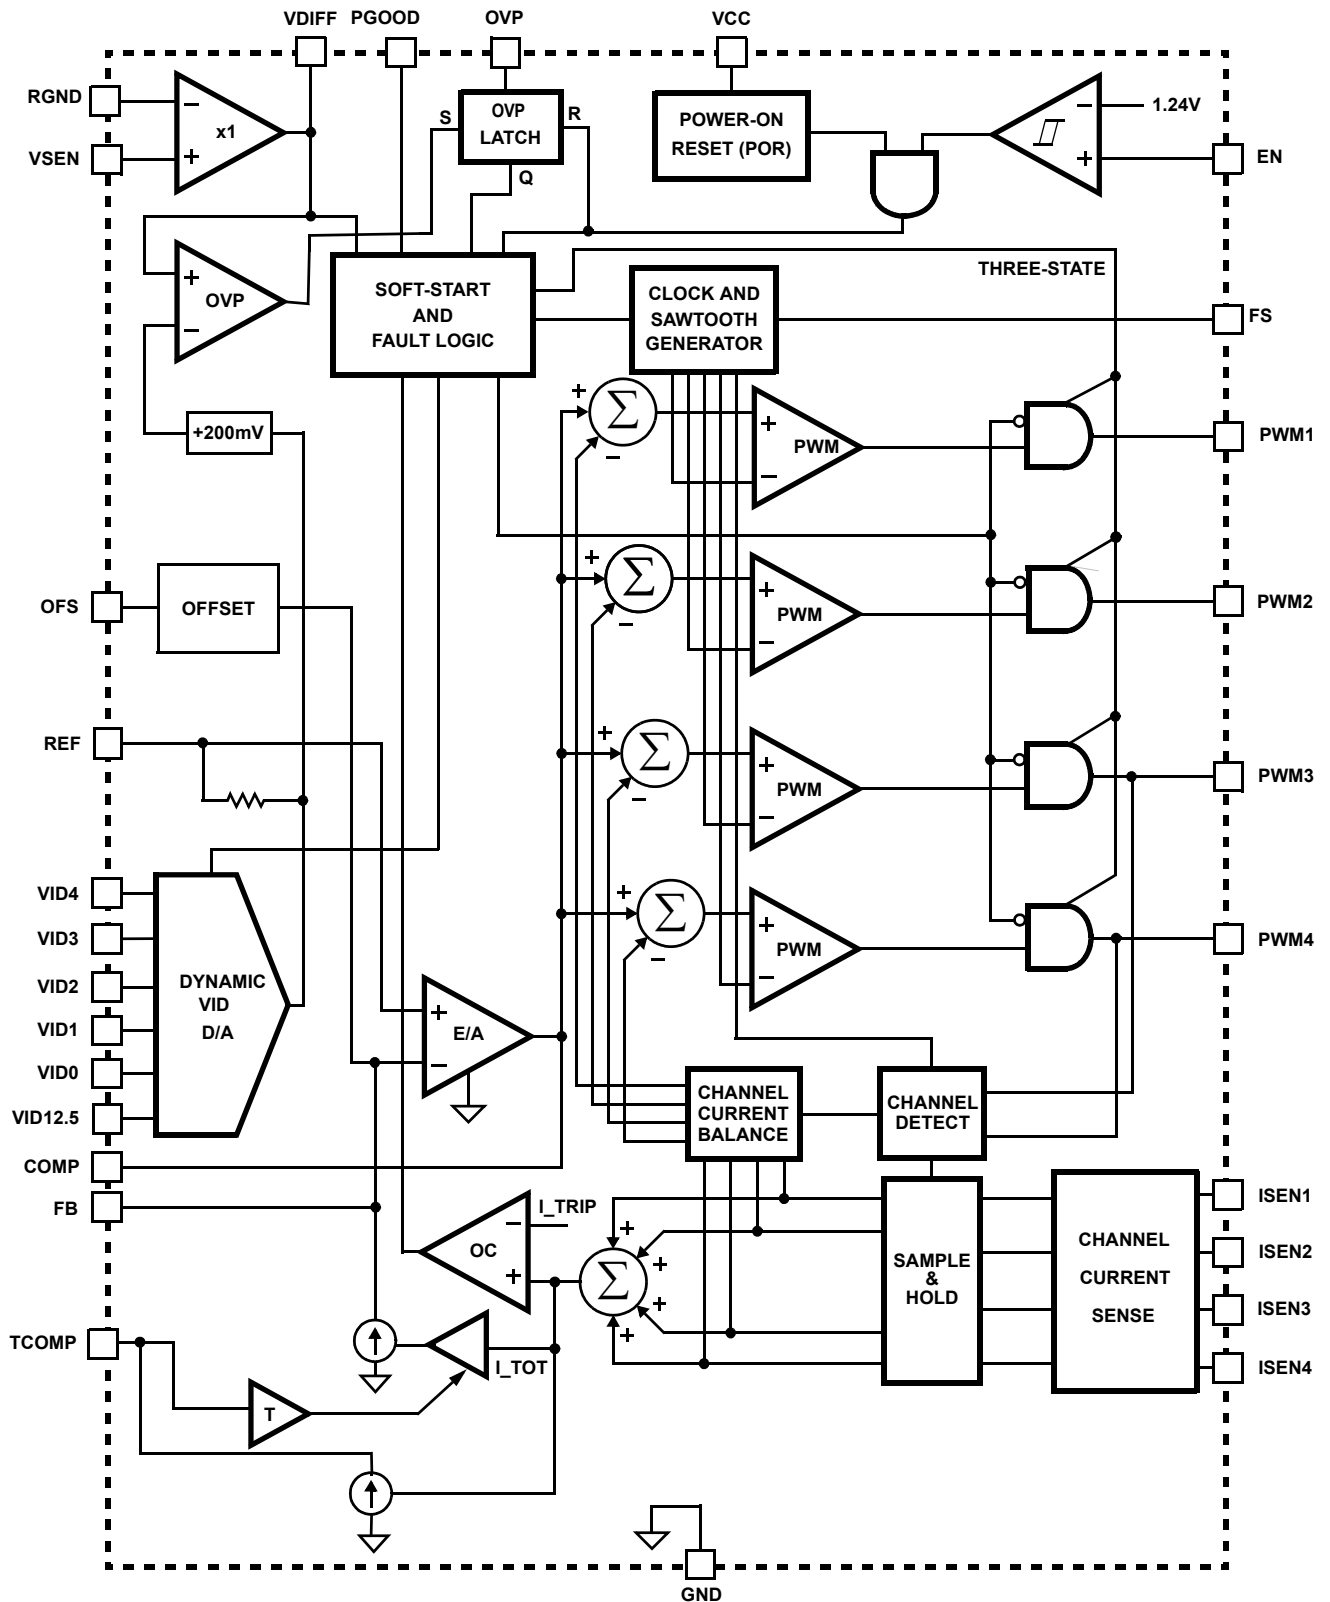 VDIFF PGOOD OVP VCC
RGND
− x1
VSEN +
S OVP LATCH R
Q
POWER-ON
RESET (POR)
− 1.24V
+ EN
+
OVP
−
SOFT-START
AND
FAULT LOGIC
THREE-STATE
CLOCK AND
SAWTOOTH
GENERATOR
FS
+200mV
+ Σ −
+ PWM −
PWM1
OFS OFFSET
+ Σ −
+ PWM −
PWM2
REF
+ Σ −
+ PWM −
PWM3
VID4
VID3
VID2
VID1
VID0
VID12.5
DYNAMIC
VID
D/A
+ Σ −
+ PWM −
PWM4
+
E/A
−
COMP
FB
CHANNEL
CURRENT
BALANCE
CHANNEL
DETECT
I_TRIP
−
OC
+
+ + Σ + +
SAMPLE
&
HOLD
CHANNEL
CURRENT
SENSE
ISEN1
ISEN2
ISEN3
ISEN4
TCOMP
I_TOT
T
GND